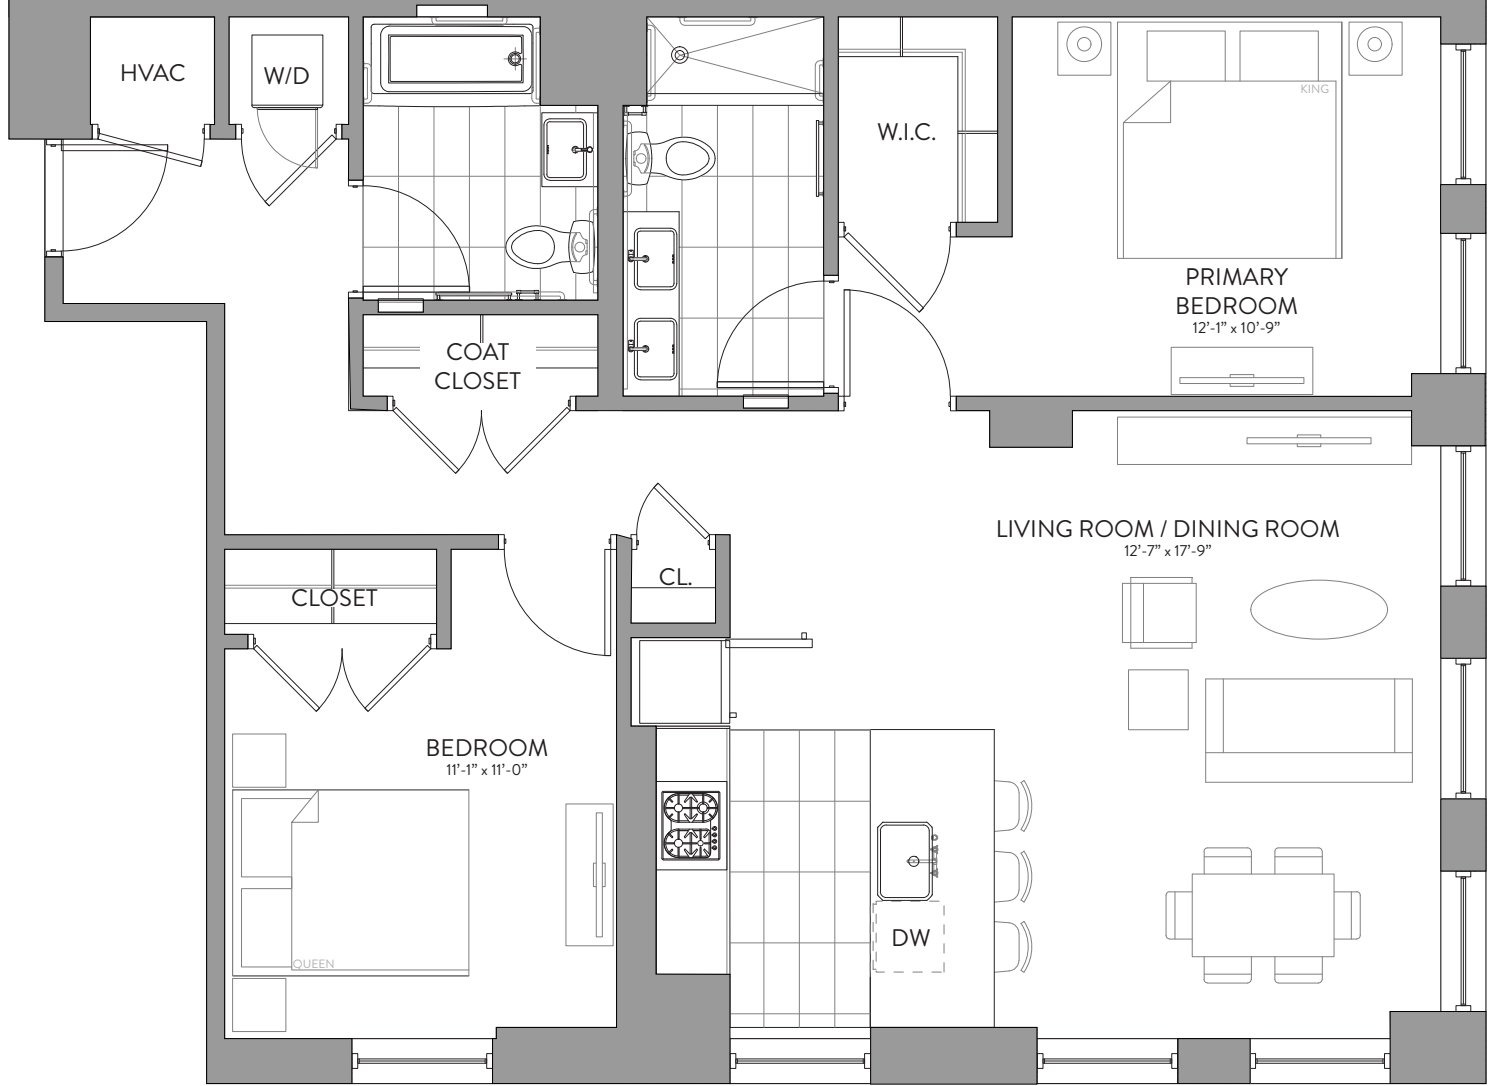 HVAC
W/D
W.I.C.
KING
PRIMARY
BEDROOM
12’-1” x 10’-9”
COAT
CLOSET
LIVING ROOM / DINING ROOM
12’-7” x 17’-9”
CL.
CLOSET
BEDROOM
11’-1” x 11’-0”
DW
QUEEN